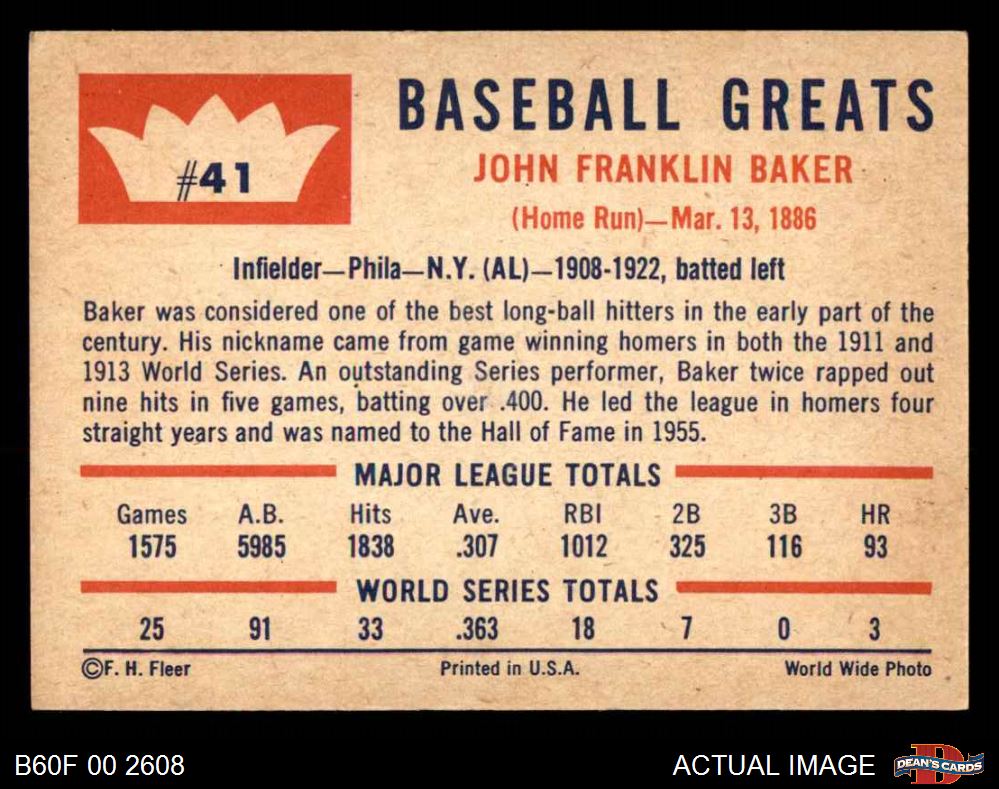 #41
BASEBALL GREATS
JOHN FRANKLIN BAKER
(Home Run)—Mar. 13, 1886
Infielder—Phila—N.Y. (AL)—1908-1922, batted left
Baker was considered one of the best long-ball hitters in the early part of the
century. His nickname came from game winning homers in both the 1911 and
1913 World Series. An outstanding Series performer, Baker twice rapped out
nine hits in five games, batting over .400. He led the league in homers four
straight years and was named to the Hall of Fame in 1955.
MAJOR LEAGUE TOTALS
Games A.B. Hits Ave. RBI 2B 3B HR
1575 5985 1838 .307 1012 325 116 93
WORLD SERIES TOTALS
25 91 33 .363 18 7 0 3
©F. H. Fleer Printed in U.S.A. World Wide Photo
B60F 00 2608 ACTUAL IMAGE D DEAN'S CARDS